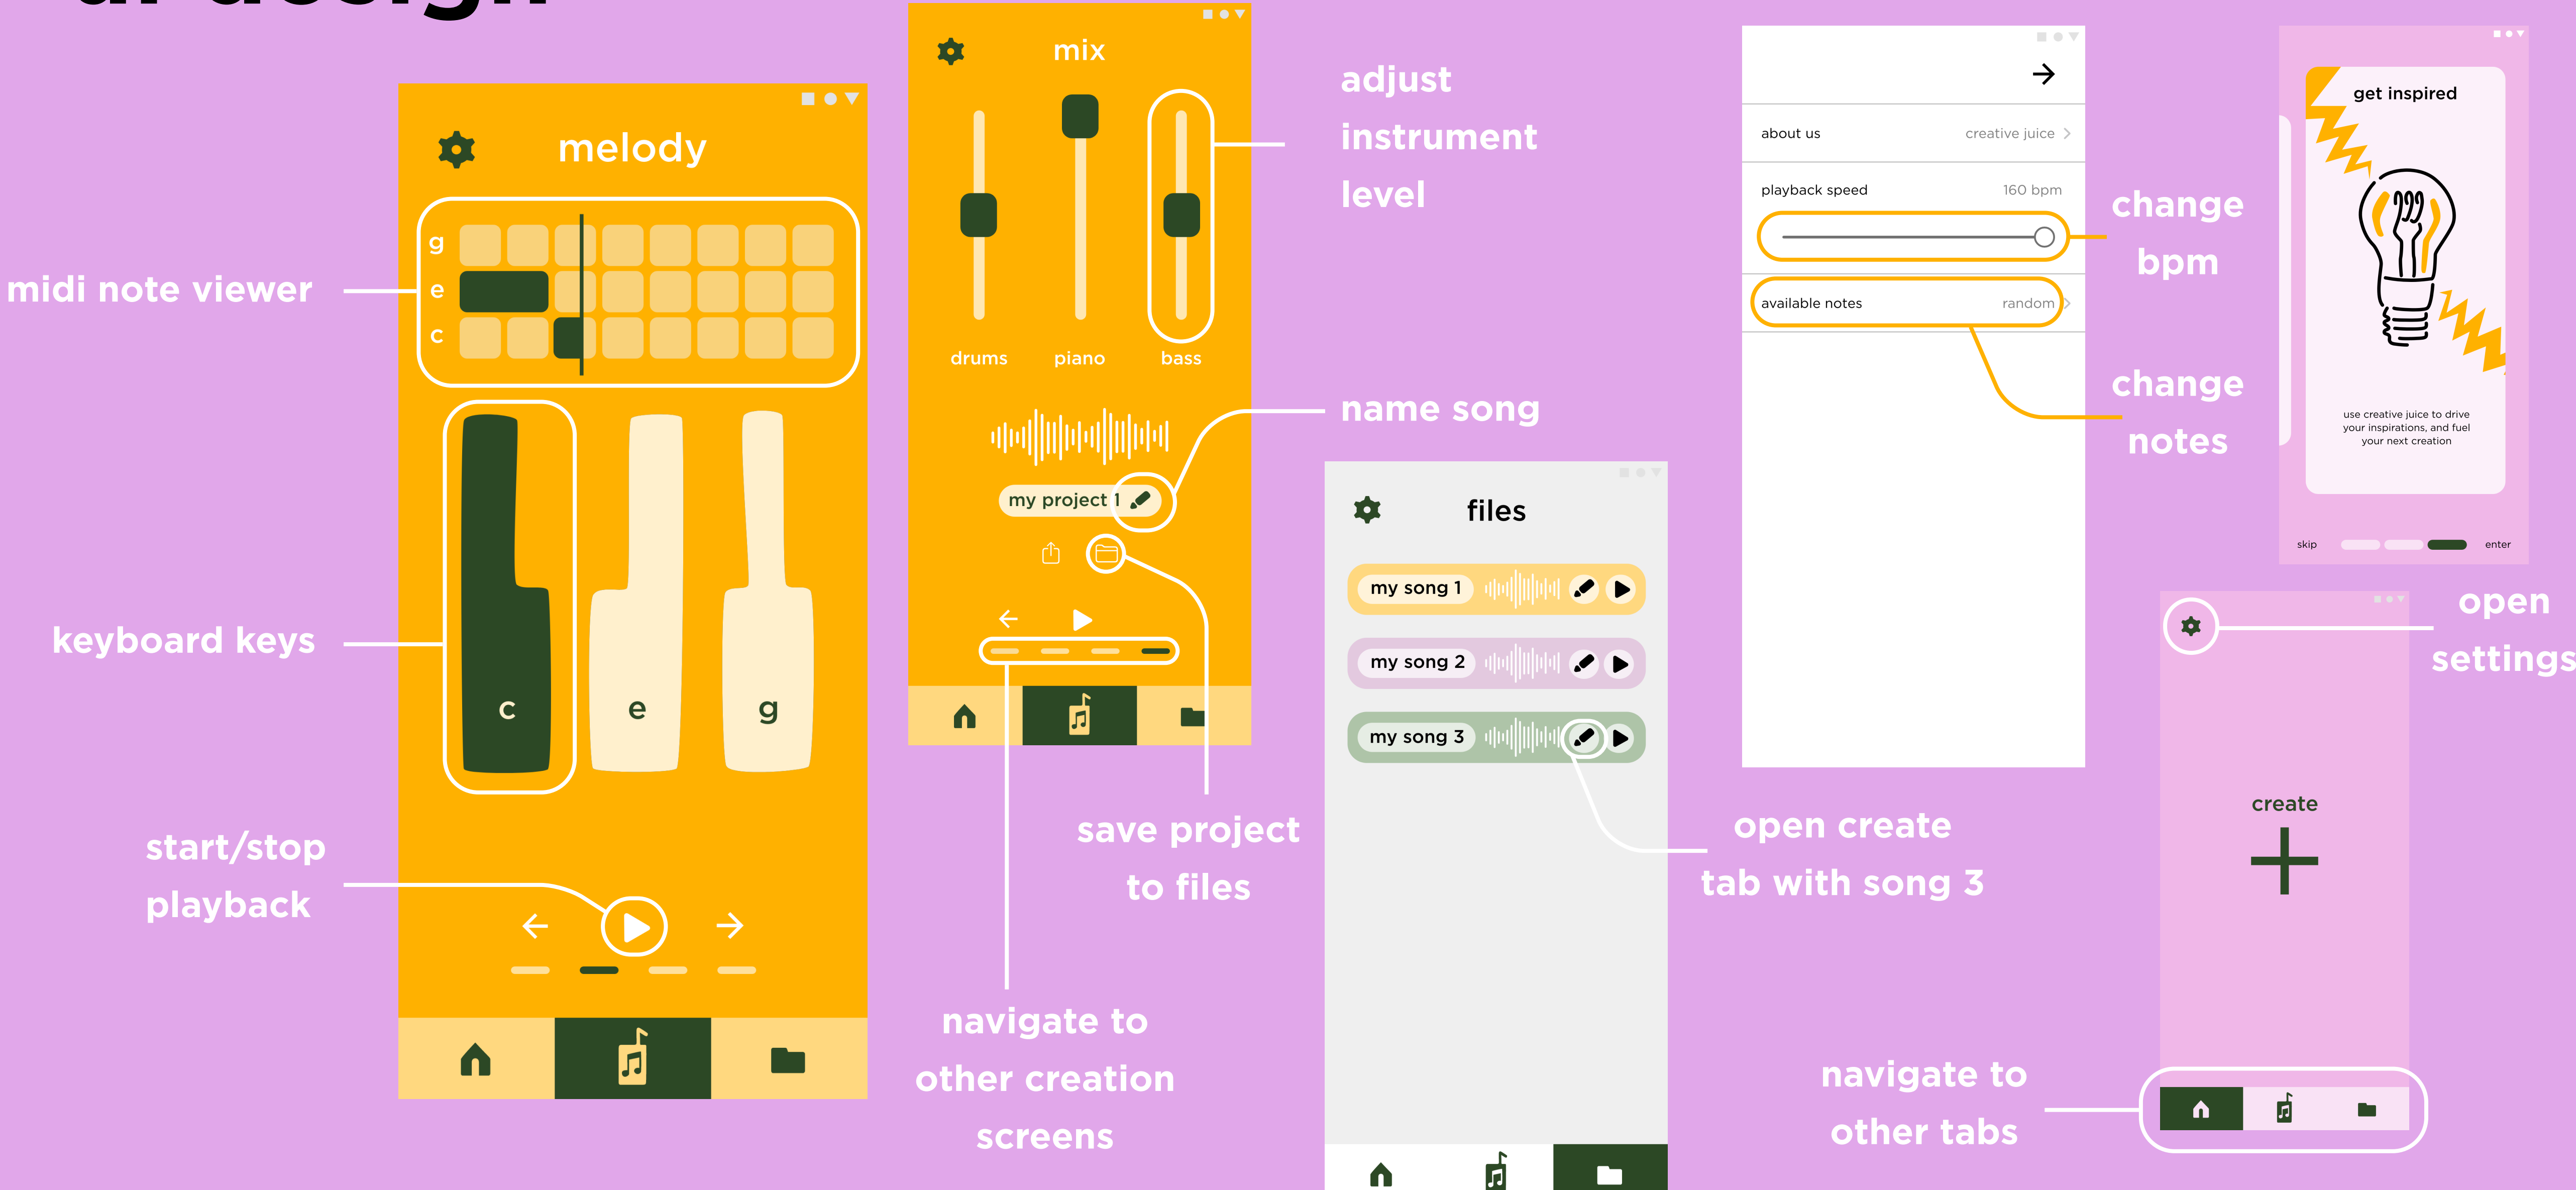 ui design
melody
g
e
c
c
e
g
midi note viewer
keyboard keys
start/stop
playback
mix
drums
piano
bass
my project 1
adjust
instrument
level
name song
save project
to files
navigate to
other creation
screens
files
my song 1
my song 2
my song 3
open create
tab with song 3
about us
creative juice
playback speed
160 bpm
available notes
random
change
bpm
change
notes
get inspired
use creative juice to drive
your inspirations, and fuel
your next creation
skip
enter
open
settings
create
navigate to
other tabs